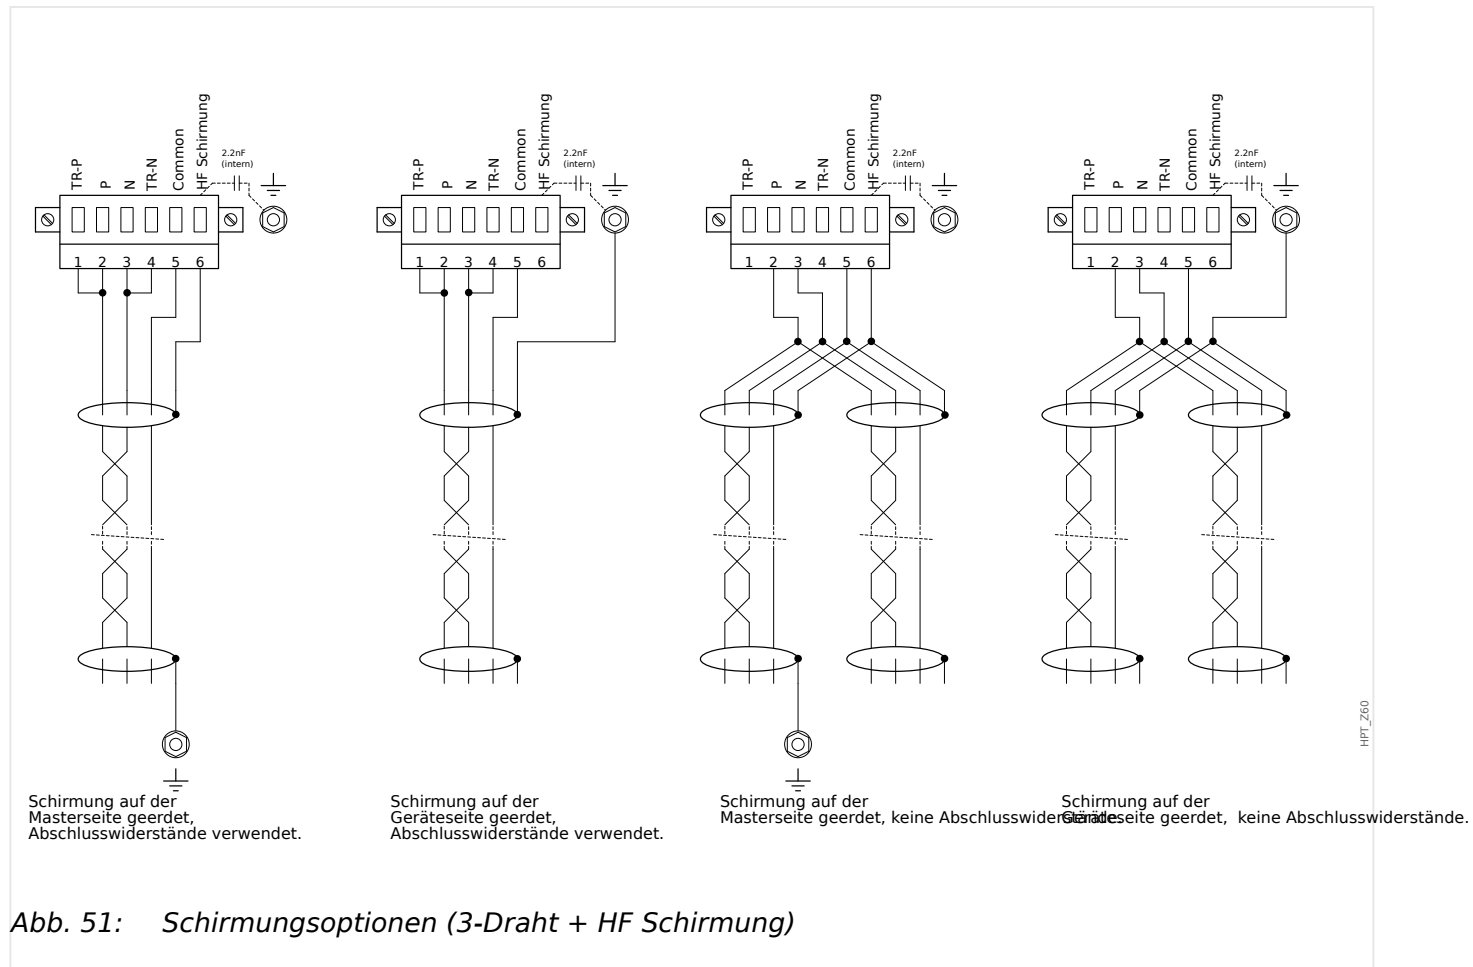 TR-P
P
N
TR-N
Common
HF Schirmung
2.2nF
(intern)
1 2 3 4 5 6
TR-P
P
N
TR-N
Common
HF Schirmung
2.2nF
(intern)
1 2 3 4 5 6
TR-P
P
N
TR-N
Common
HF Schirmung
2.2nF
(intern)
1 2 3 4 5 6
TR-P
P
N
TR-N
Common
HF Schirmung
2.2nF
(intern)
1 2 3 4 5 6
HPT_Z60
Schirmung auf der
Masterseite geerdet,
Abschlusswiderstände verwendet.
Schirmung auf der
Geräteseite geerdet,
Abschlusswiderstände verwendet.
Schirmung auf der
Masterseite geerdet, keine Abschlusswiderstände.
Schirmung auf der
Geräteseite geerdet, keine Abschlusswiderstände.
Abb. 51: Schirmungsoptionen (3-Draht + HF Schirmung)